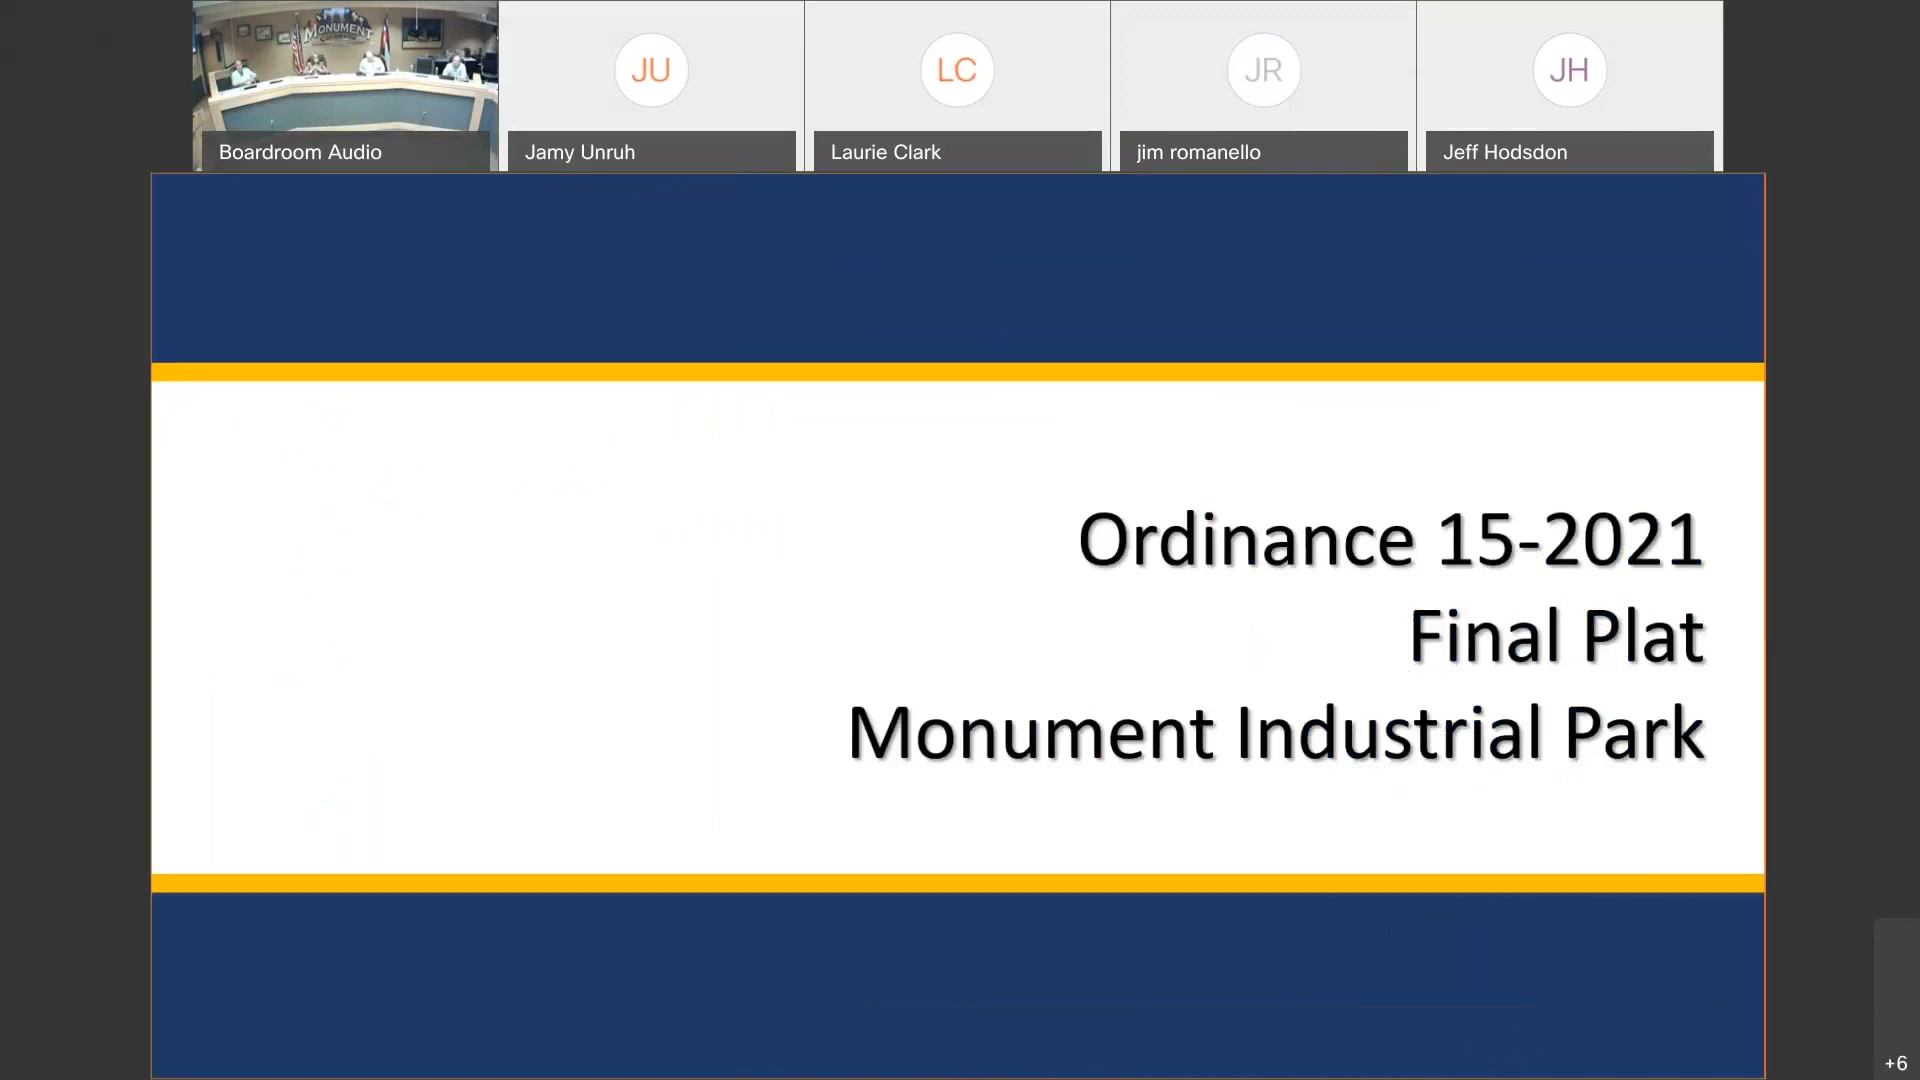 MONUMENT
JU
LC
JR
JH
Boardroom Audio
Jamy Unruh
Laurie Clark
jim romanello
Jeff Hodsdon
Ordinance 15-2021
Final Plat
Monument Industrial Park
+6